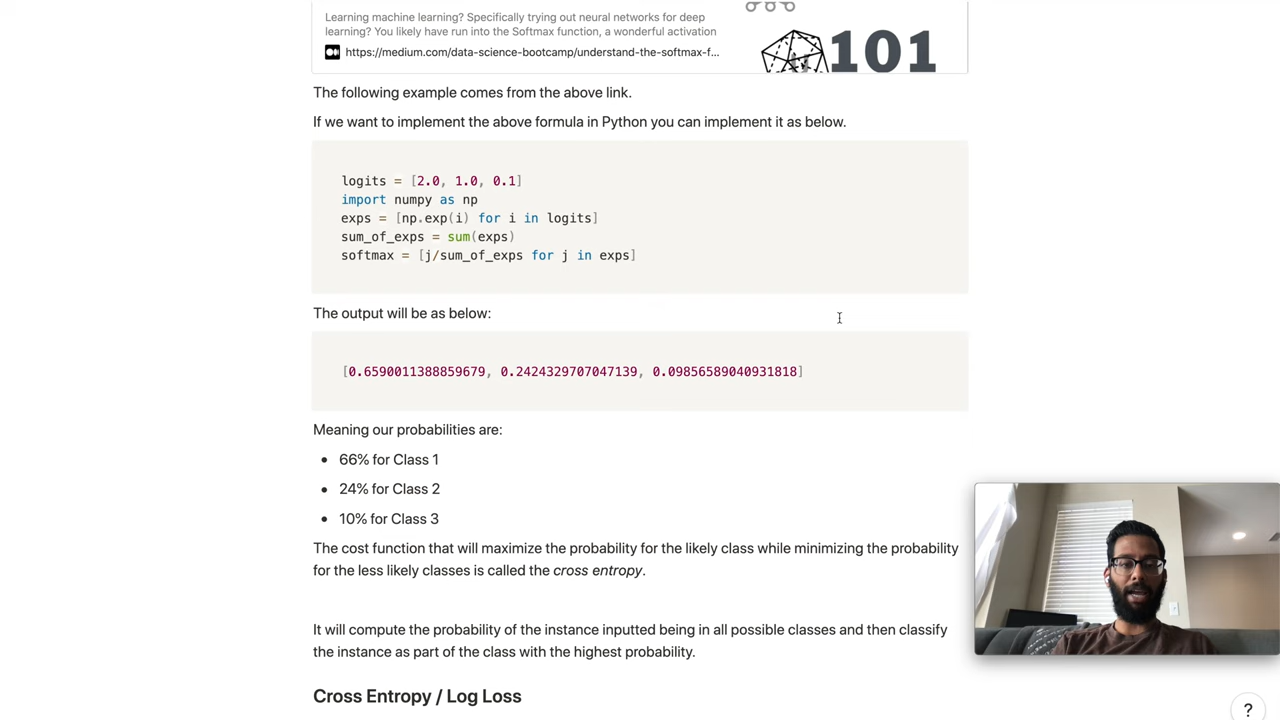 Learning machine learning? Specifically trying out neural networks for deep
learning? You likely have run into the Softmax function, a wonderful activation
https://medium.com/data-science-bootcamp/understand-the-softmax-f...
101
The following example comes from the above link.
If we want to implement the above formula in Python you can implement it as below.
logits = [2.0, 1.0, 0.1]
import numpy as np
exps = [np.exp(i) for i in logits]
sum_of_exps = sum(exps)
softmax = [j/sum_of_exps for j in exps]
The output will be as below:
[0.6590011388859679, 0.2424329707047139, 0.09856589040931818]
Meaning our probabilities are:
• 66% for Class 1
• 24% for Class 2
• 10% for Class 3
The cost function that will maximize the probability for the likely class while minimizing the probability
for the less likely classes is called the cross entropy.
It will compute the probability of the instance inputted being in all possible classes and then classify
the instance as part of the class with the highest probability.
Cross Entropy / Log Loss
?